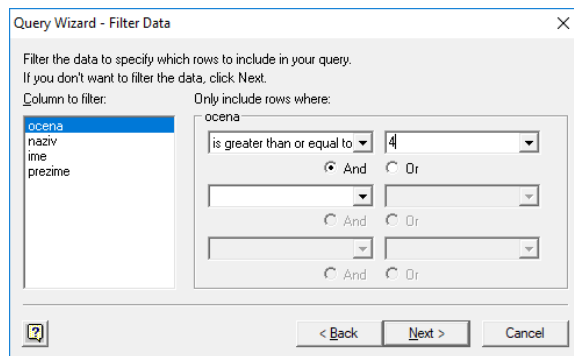 Query Wizard - Filter Data
Filter the data to specify which rows to include in your query.
If you don't want to filter the data, click Next.
Column to filter:
Only include rows where:
ocena
naziv
ime
prezime
ocena
is greater than or equal to 4
And Or
And Or
And Or
< Back Next > Cancel